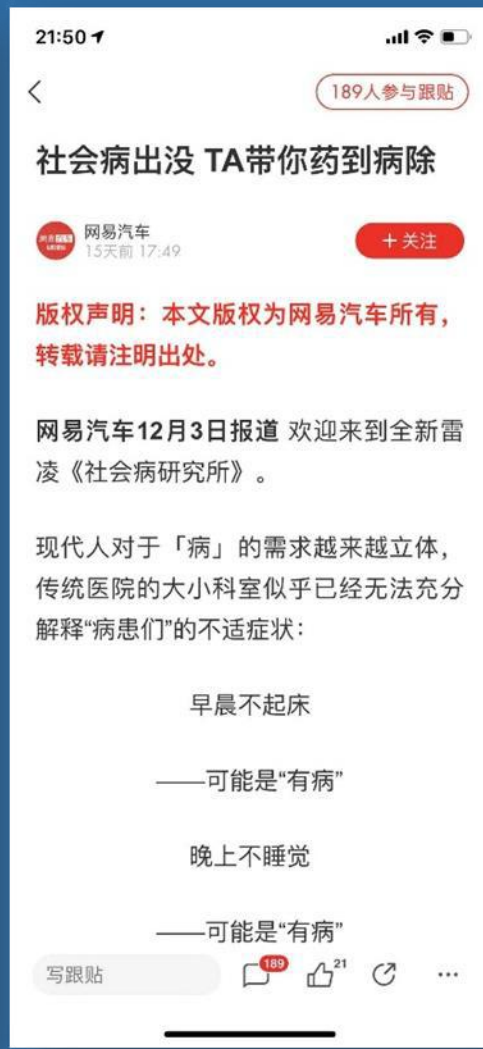 21:50
189人参与跟贴
社会病出没 TA带你药到病除
网易汽车
15天前 17:49
+ 关注
版权声明：本文版权为网易汽车所有，
转载请注明出处。
网易汽车12月3日报道 欢迎来到全新雷
凌《社会病研究所》。
现代人对于「病」的需求越来越立体，
传统医院的大小科室似乎已经无法充分
解释“病患们”的不适症状：
早晨不起床
——可能是“有病”
晚上不睡觉
——可能是“有病”
写跟贴
189
21